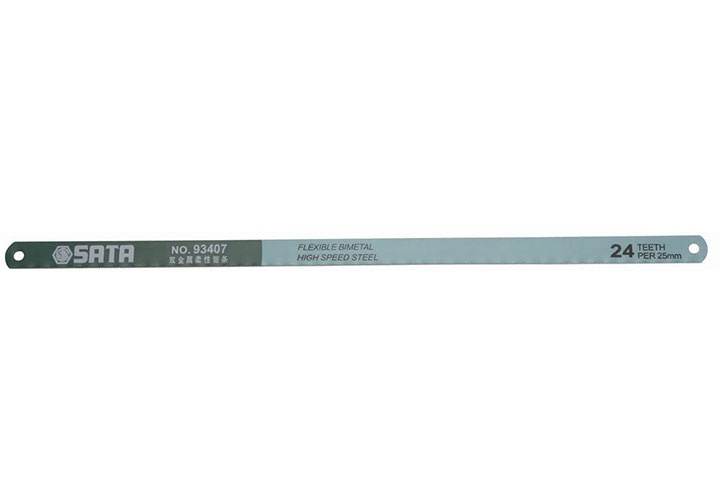 SATA
NO. 93407
双金属柔性锯条
FLEXIBLE BIMETAL
HIGH SPEED STEEL
24 TEETH
PER 25mm